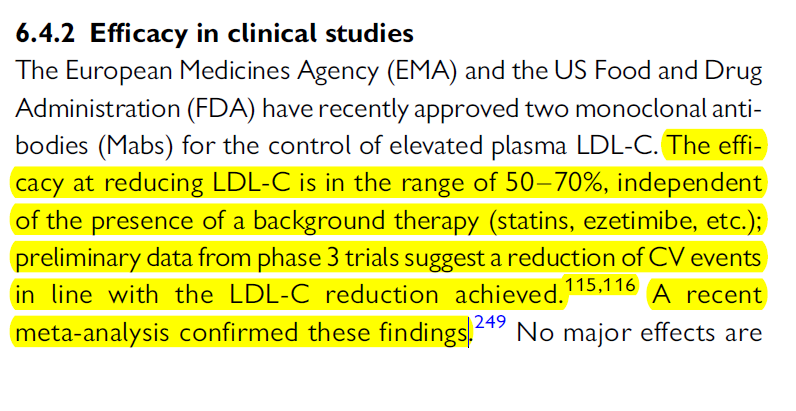 6.4.2 Efficacy in clinical studies
The European Medicines Agency (EMA) and the US Food and Drug
Administration (FDA) have recently approved two monoclonal anti-
bodies (Mabs) for the control of elevated plasma LDL-C. The effi-
cacy at reducing LDL-C is in the range of 50–70%, independent
of the presence of a background therapy (statins, ezetimibe, etc.);
preliminary data from phase 3 trials suggest a reduction of CV events
in line with the LDL-C reduction achieved.115,116 A recent
meta-analysis confirmed these findings.249 No major effects are